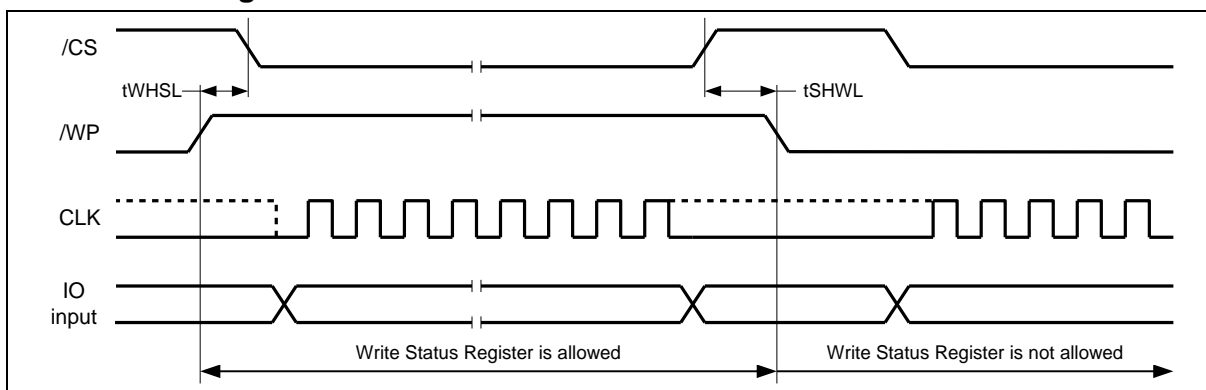 /CS
tWHSL
tSHWL
/WP
CLK
IO
input
Write Status Register is allowed
Write Status Register is not allowed